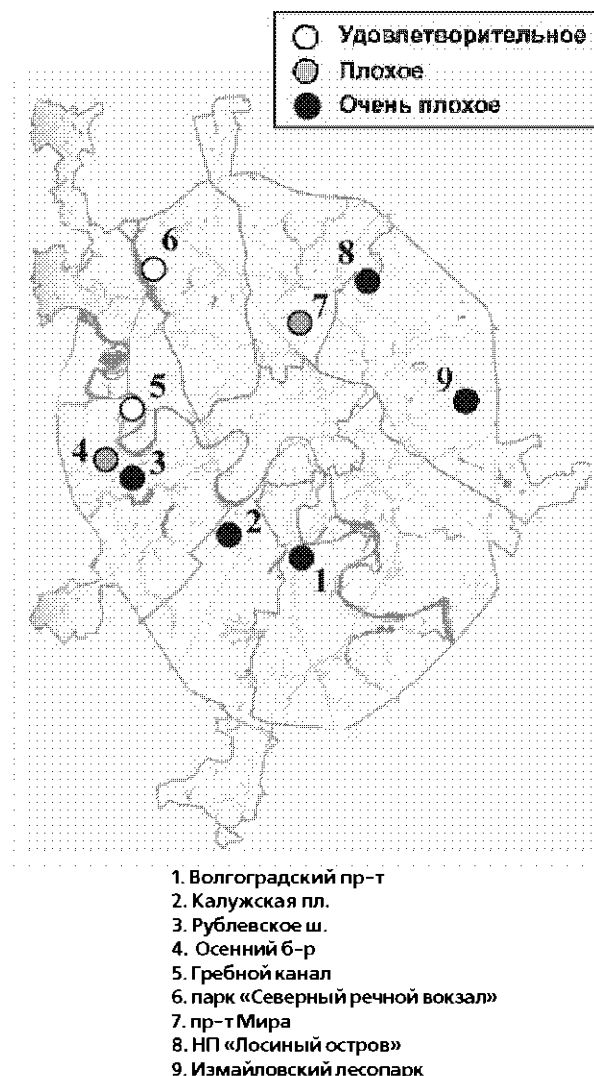 Удовлетворительное
Плохое
Очень плохое
6
8
7
9
5
4
3
2
1
1. Волгоградский пр-т
2. Калужская пл.
3. Рублевское ш.
4. Осенний б-р
5. Гребной канал
6. парк «Северный речной вокзал»
7. пр-т Мира
8. НП «Лосиный остров»
9. Измайловский лесопарк